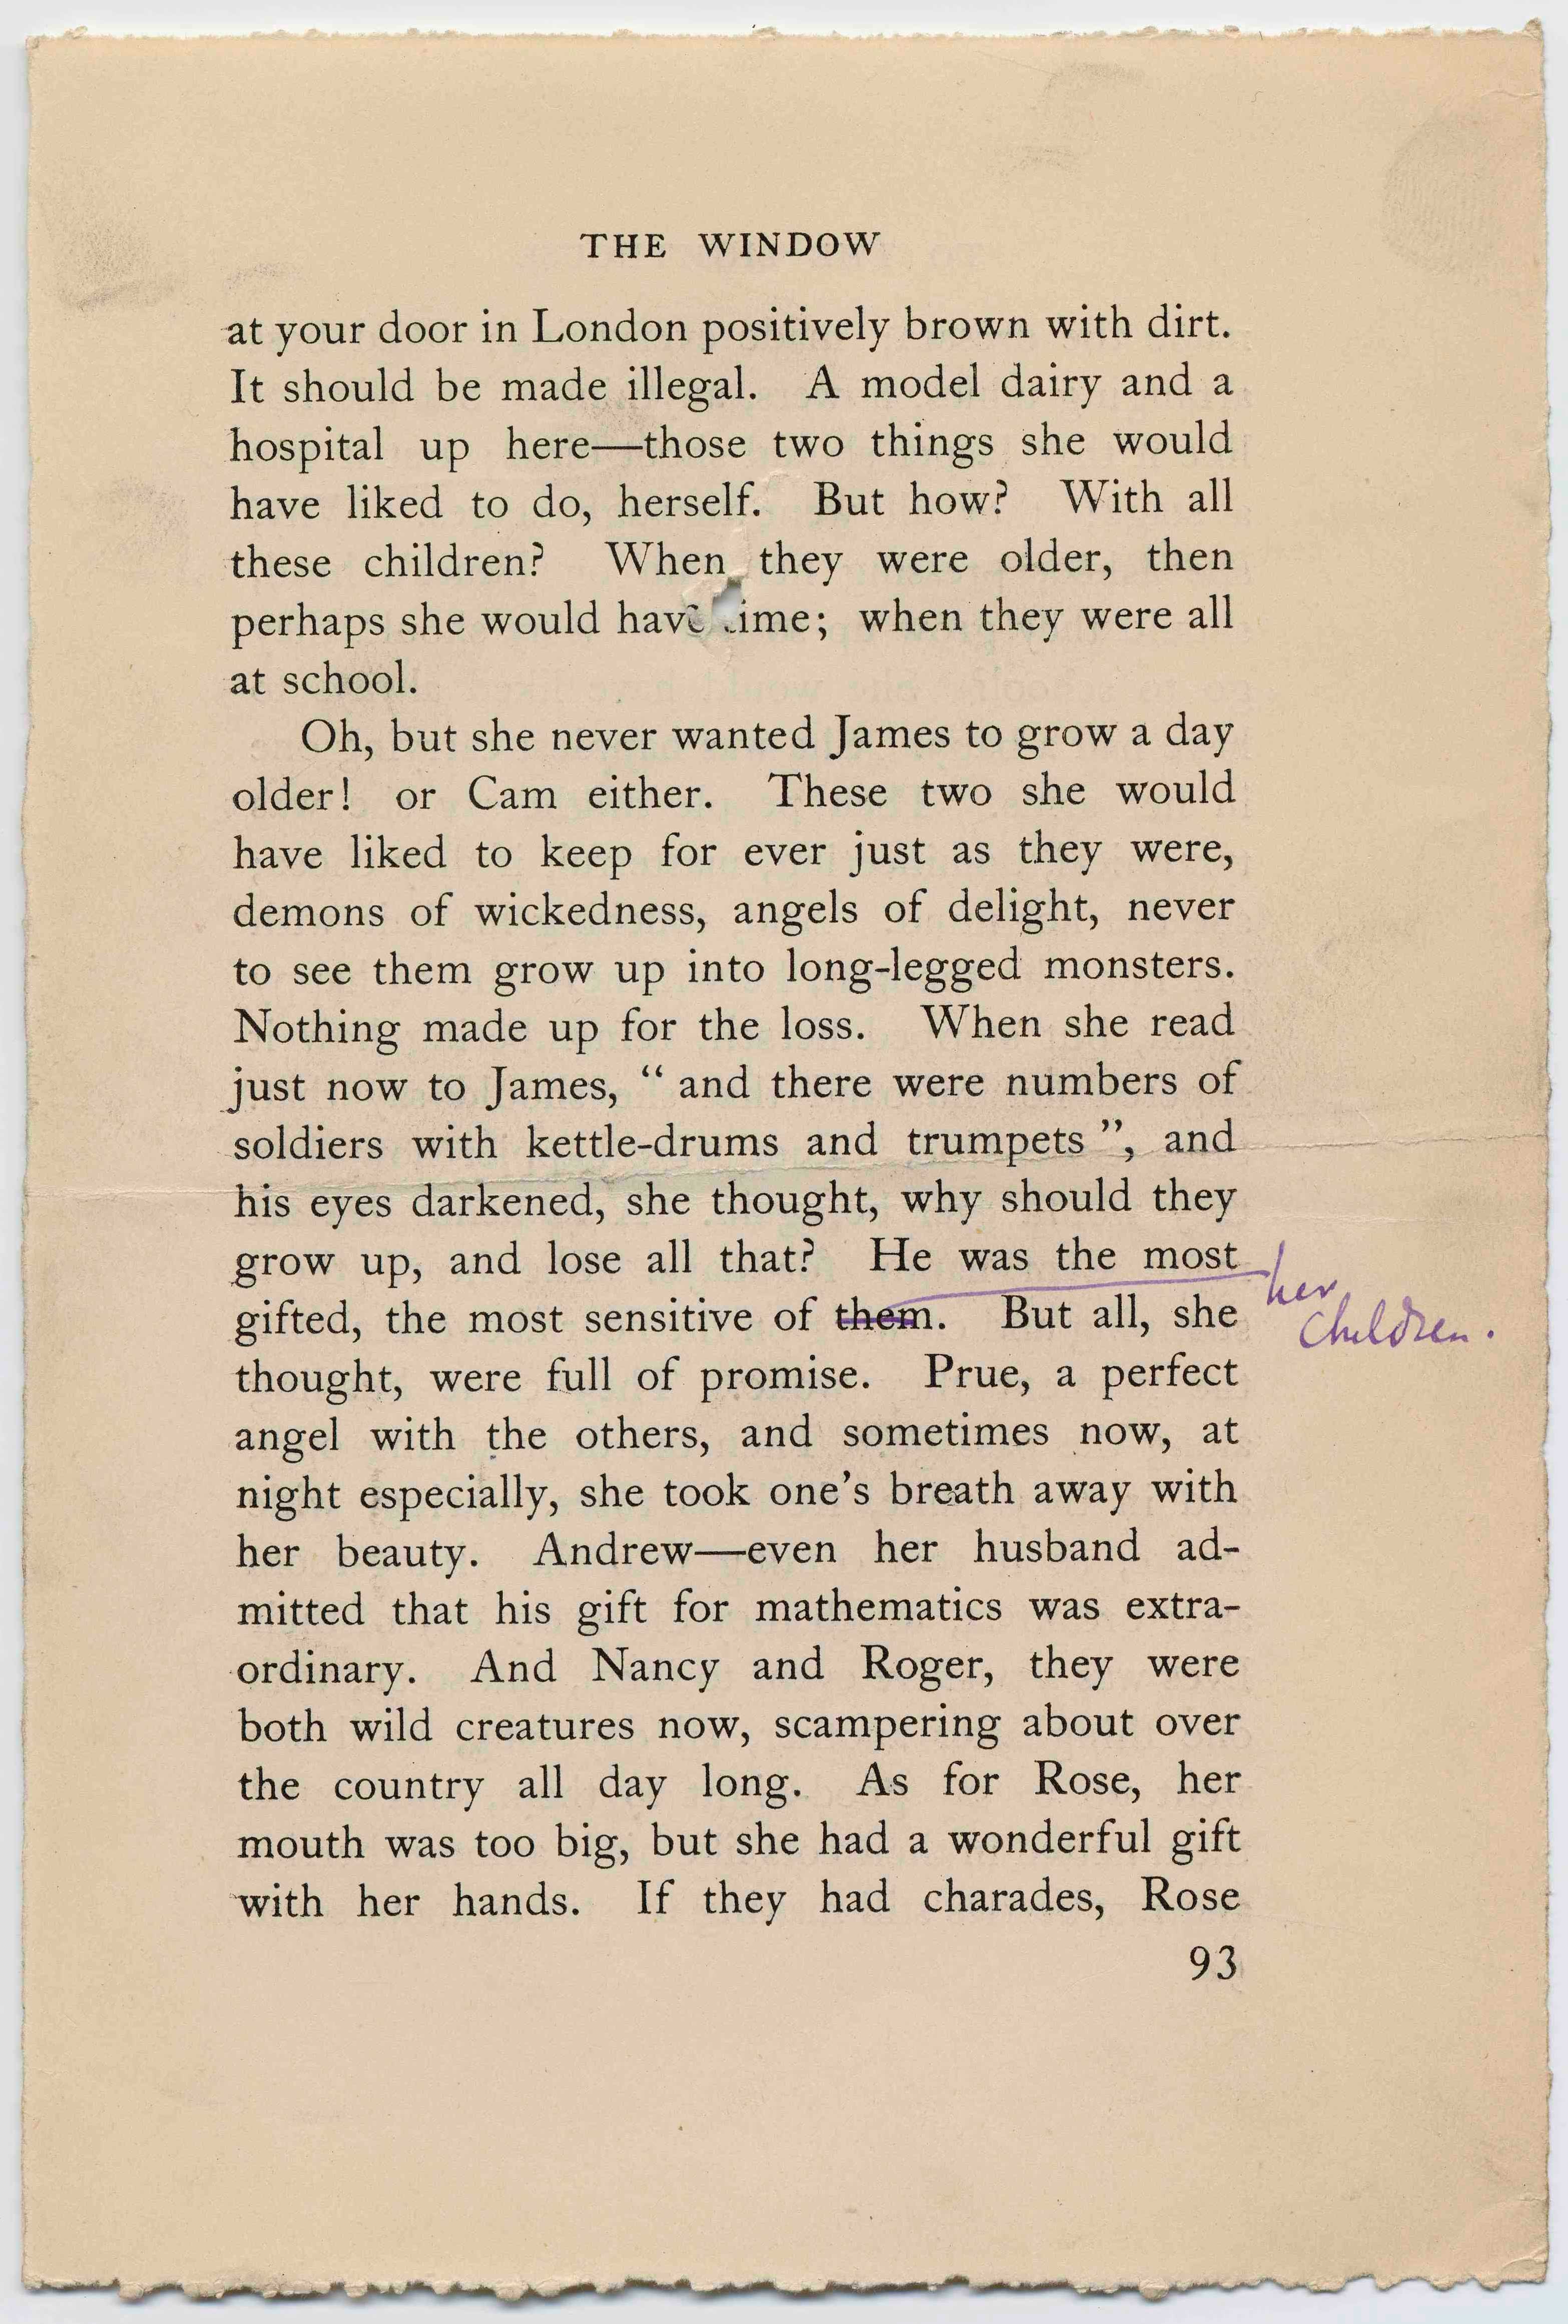 THE WINDOW
at your door in London positively brown with dirt.
It should be made illegal. A model dairy and a
hospital up here—those two things she would
have liked to do, herself. But how? With all
these children? When they were older, then
perhaps she would have time; when they were all
at school.
Oh, but she never wanted James to grow a day
older! or Cam either. These two she would
have liked to keep for ever just as they were,
demons of wickedness, angels of delight, never
to see them grow up into long-legged monsters.
Nothing made up for the loss. When she read
just now to James, “ and there were numbers of
soldiers with kettle-drums and trumpets ”, and
his eyes darkened, she thought, why should they
grow up, and lose all that? He was the most
gifted, the most sensitive of them. But all, she
her
children.
thought, were full of promise. Prue, a perfect
angel with the others, and sometimes now, at
night especially, she took one’s breath away with
her beauty. Andrew—even her husband ad-
mitted that his gift for mathematics was extra-
ordinary. And Nancy and Roger, they were
both wild creatures now, scampering about over
the country all day long. As for Rose, her
mouth was too big, but she had a wonderful gift
with her hands. If they had charades, Rose
93